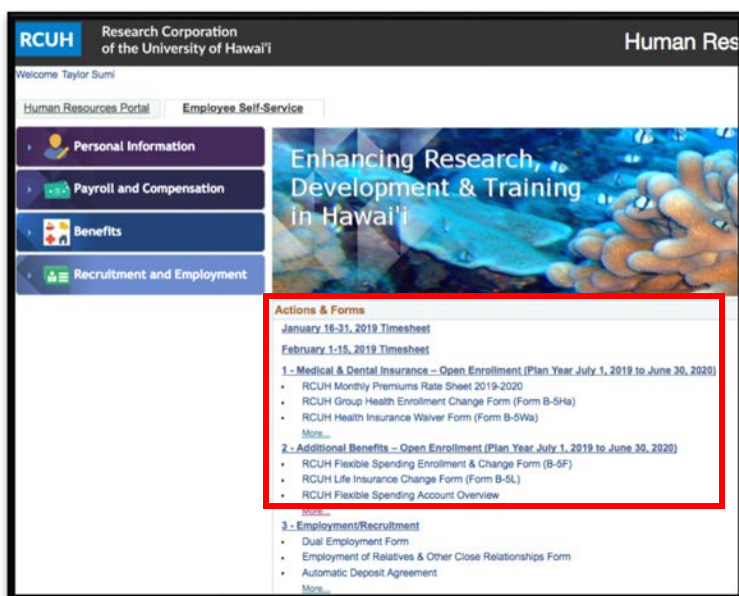 RCUH
Research Corporation
of the University of Hawai'i
Human Res
Welcome Taylor Sumi
Human Resources Portal
Employee Self-Service
Personal Information
Payroll and Compensation
Benefits
Recruitment and Employment
Enhancing Research,
Development & Training
in Hawai'i
Actions & Forms
January 16-31, 2019 Timesheet
February 1-15, 2019 Timesheet
1 - Medical & Dental Insurance – Open Enrollment (Plan Year July 1, 2019 to June 30, 2020)
• RCUH Monthly Premiums Rate Sheet 2019-2020
• RCUH Group Health Enrollment Change Form (Form B-5Ha)
• RCUH Health Insurance Waiver Form (Form B-5Wa)
More...
2 - Additional Benefits – Open Enrollment (Plan Year July 1, 2019 to June 30, 2020)
• RCUH Flexible Spending Enrollment & Change Form (B-5F)
• RCUH Life Insurance Change Form (Form B-5L)
• RCUH Flexible Spending Account Overview
More...
3 - Employment/Recruitment
• Dual Employment Form
• Employment of Relatives & Other Close Relationships Form
• Automatic Deposit Agreement
More...